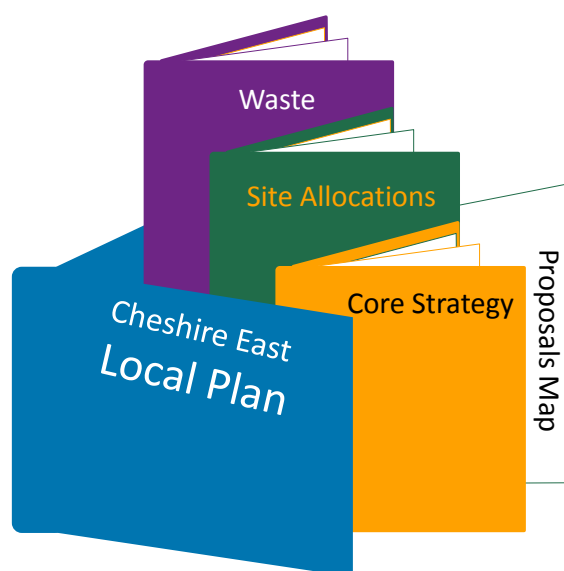 Waste
Site Allocations
Core Strategy
Proposals Map
Cheshire East
Local Plan